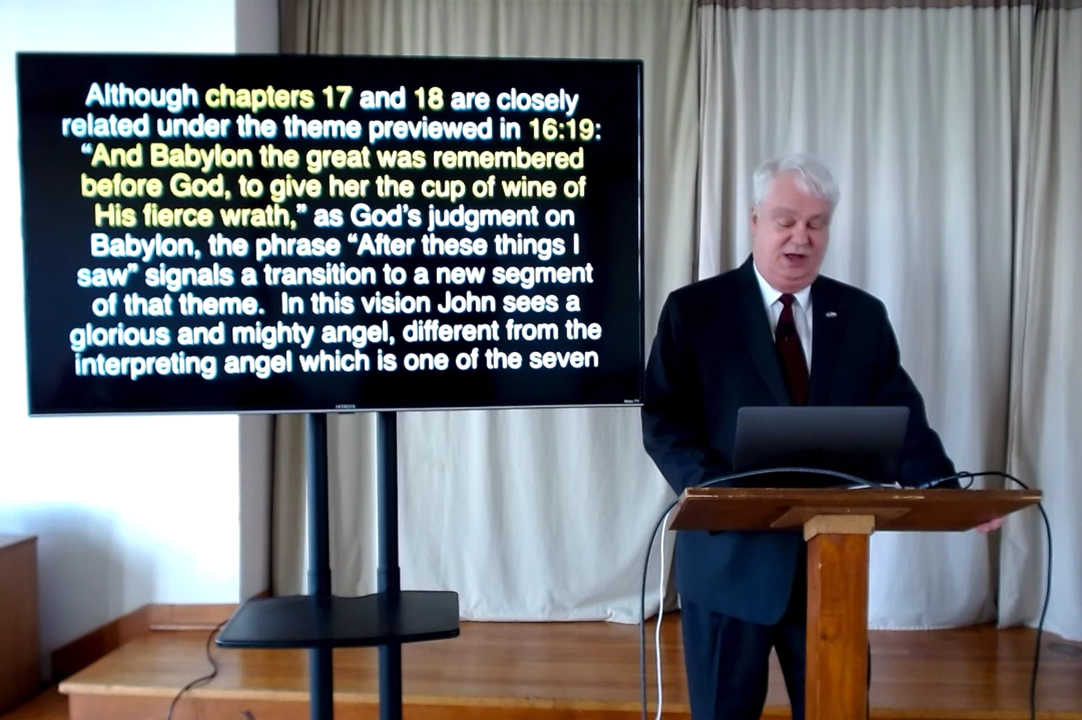 Although chapters 17 and 18 are closely
related under the theme previewed in 16:19:
“And Babylon the great was remembered
before God, to give her the cup of wine of
His fierce wrath,” as God’s judgment on
Babylon, the phrase “After these things I
saw” signals a transition to a new segment
of that theme.  In this vision John sees a
glorious and mighty angel, different from the
interpreting angel which is one of the seven
HITACHI
Roku TV